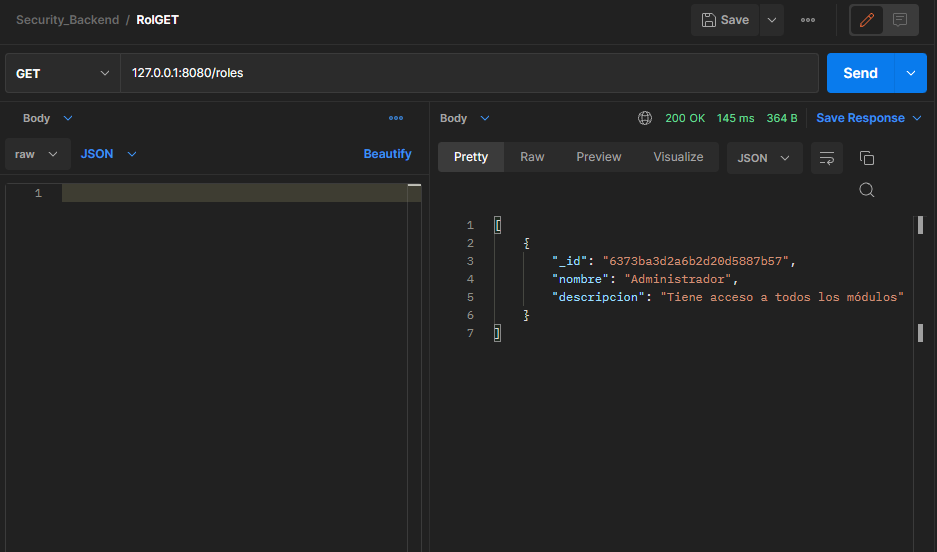 Security_Backend / RolGET
Save
GET 127.0.0.1:8080/roles
Send
Body
raw JSON Beautify
1
Body 200 OK 145 ms 364 B Save Response
Pretty Raw Preview Visualize JSON
1 [
2 {
3 "_id": "6373ba3d2a6b2d20d5887b57",
4 "nombre": "Administrador",
5 "descripcion": "Tiene acceso a todos los módulos"
6 }
7 ]